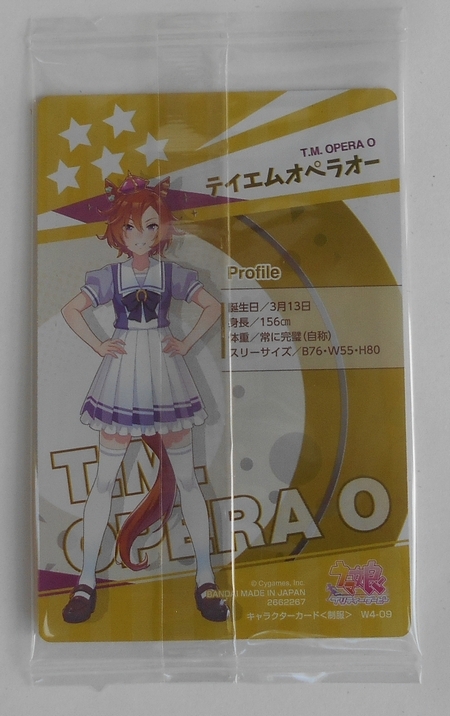 T.M. OPERA O
テイエムオペラオー
Profile
誕生日／3月13日
身長／156cm
体重／常に完璧(自称)
スリーサイズ／B76・W55・H80
T.M.
OPERA O
© Cygames, Inc.
BANDAI MADE IN JAPAN
2662267
ウマ娘
キャラクターカード<制服> W4-09